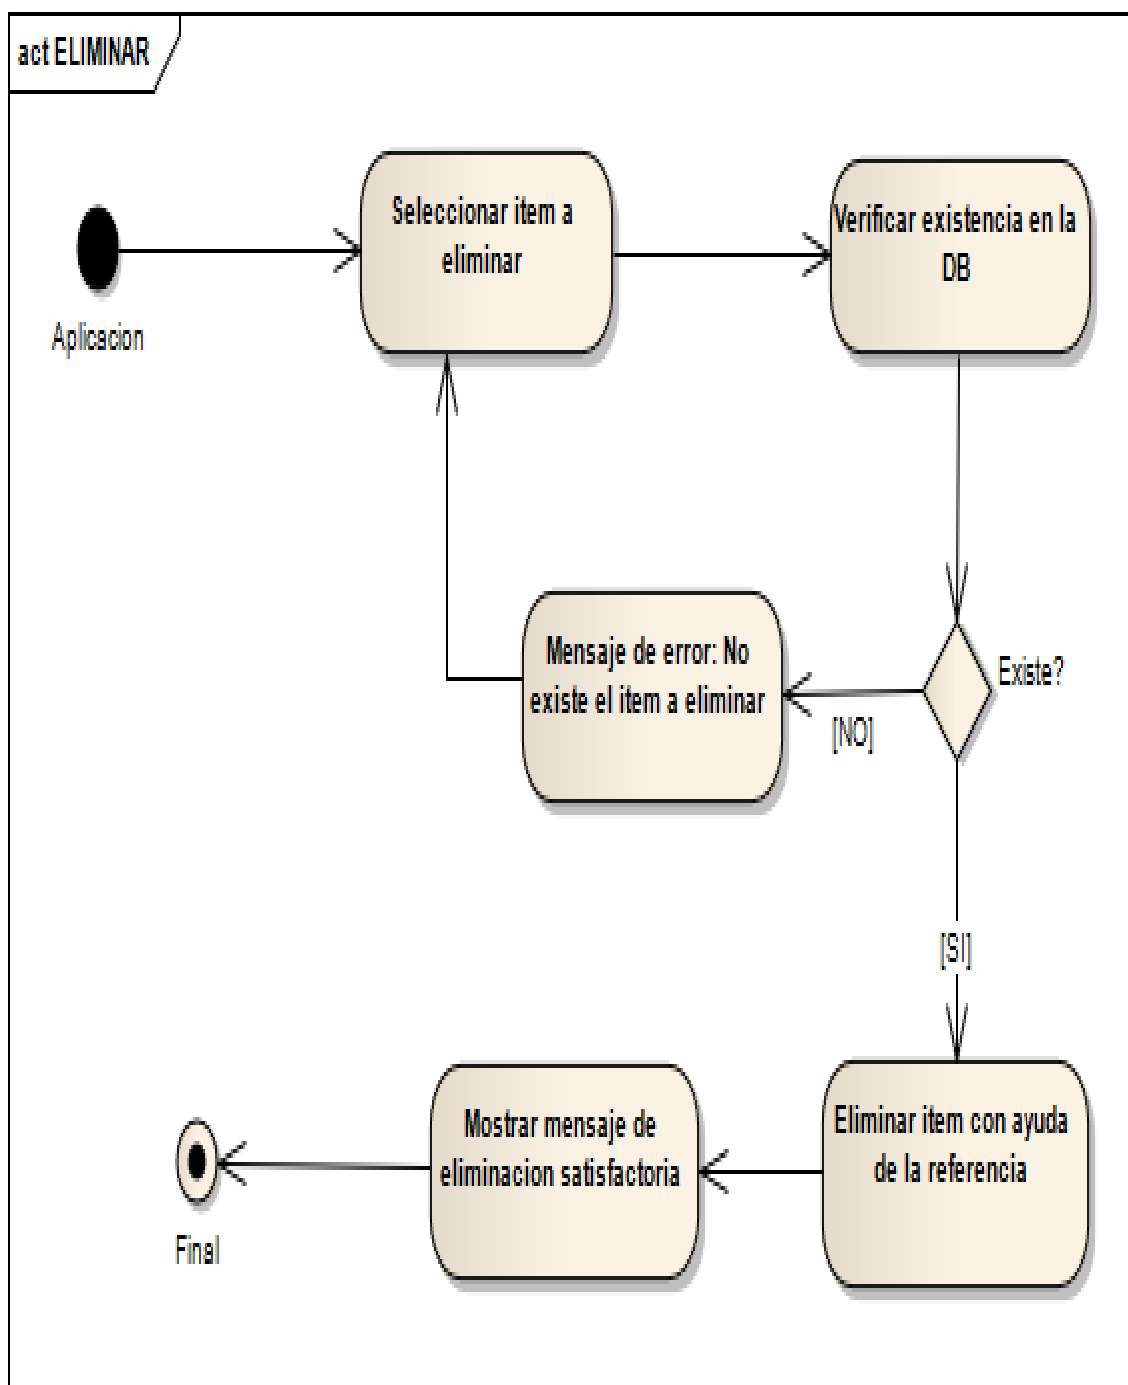 act ELIMINAR
Seleccionar item a
eliminar
Verificar existencia en la
DB
Aplicacion
Mensaje de error: No
existe el item a eliminar
Existe?
[NO]
[SI]
Mostrar mensaje de
eliminacion satisfactoria
Eliminar item con ayuda
de la referencia
Final